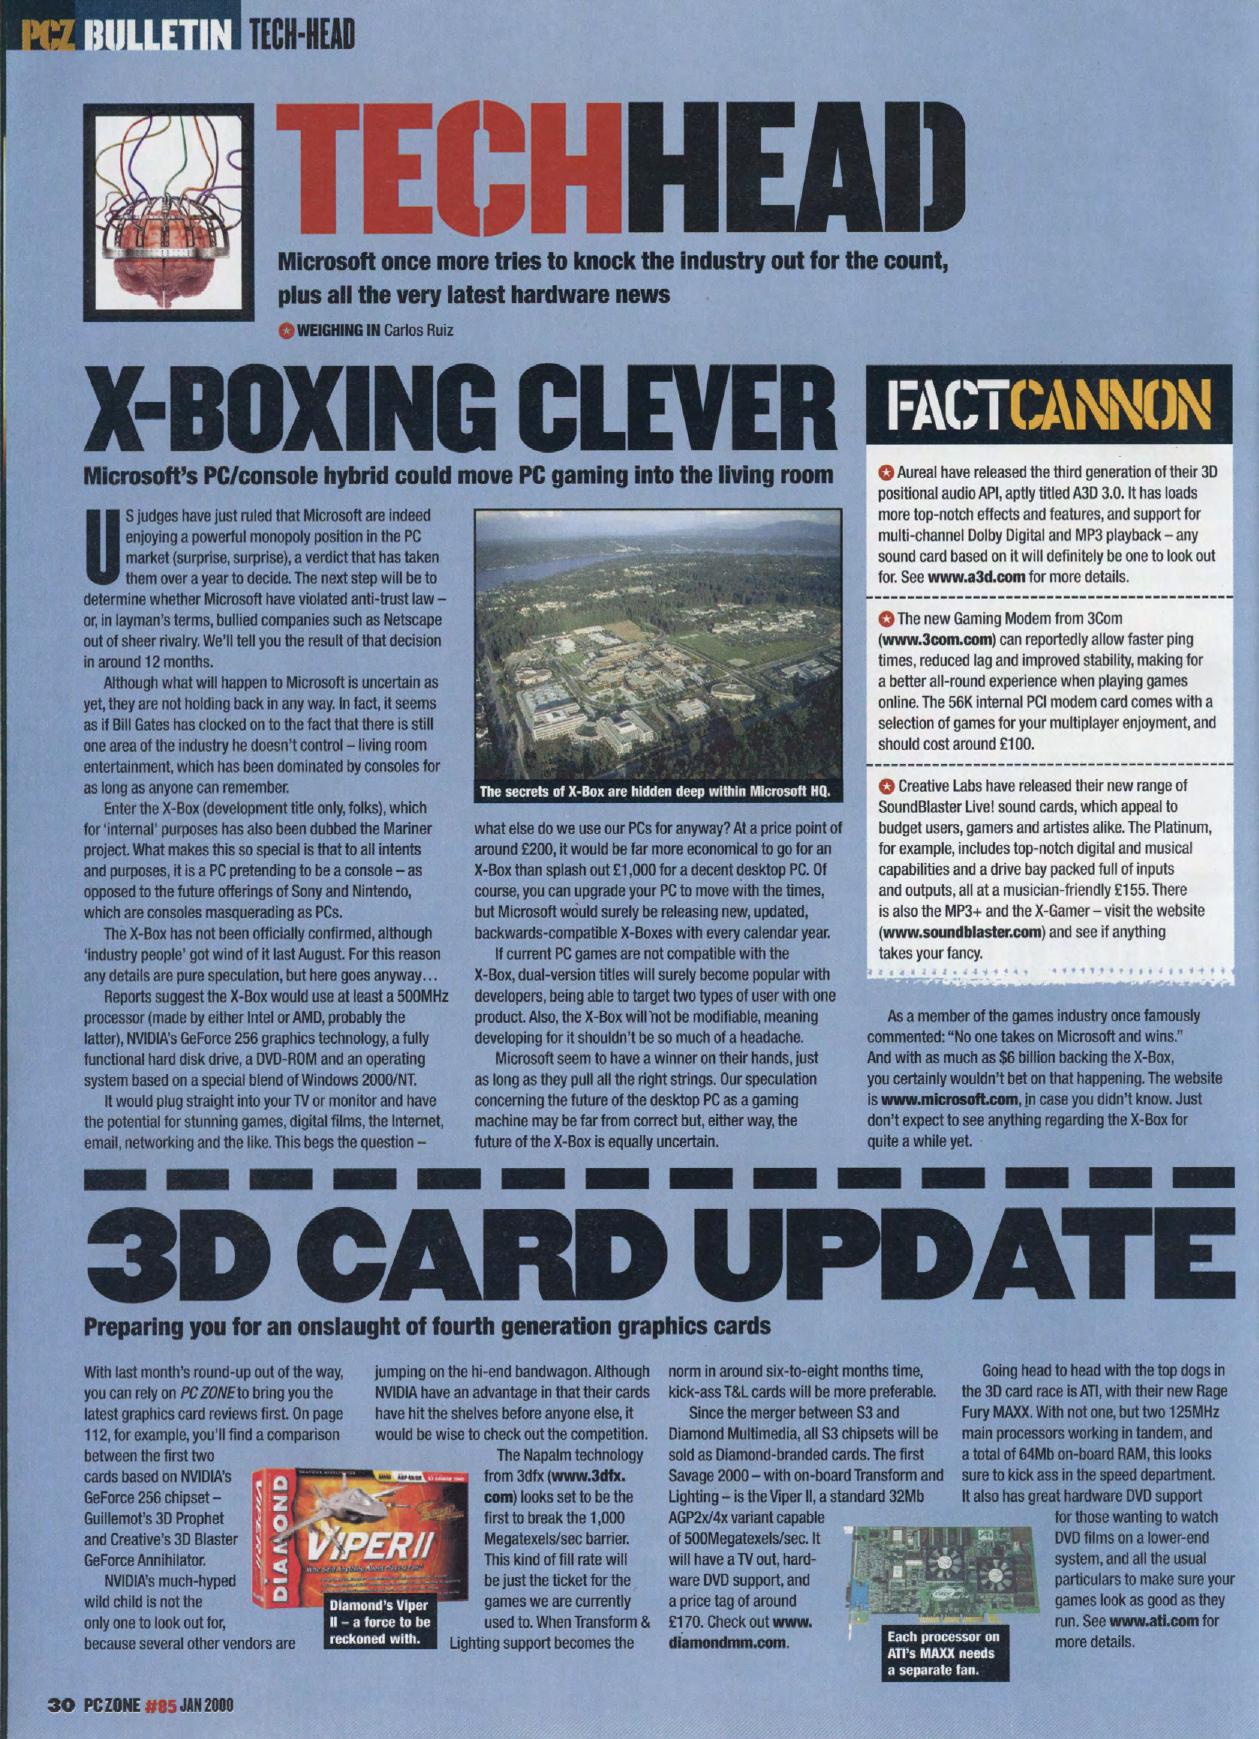 PCZ BULLETIN TECH-HEAD
TECHHEAD
Microsoft once more tries to knock the industry out for the count,
plus all the very latest hardware news
WEIGHING IN Carlos Ruiz
X-BOXING CLEVER
Microsoft's PC/console hybrid could move PC gaming into the living room
US judges have just ruled that Microsoft are indeed
enjoying a powerful monopoly position in the PC
market (surprise, surprise), a verdict that has taken
them over a year to decide. The next step will be to
determine whether Microsoft have violated anti-trust law –
or, in layman's terms, bullied companies such as Netscape
out of sheer rivalry. We'll tell you the result of that decision
in around 12 months.
Although what will happen to Microsoft is uncertain as
yet, they are not holding back in any way. In fact, it seems
as if Bill Gates has clocked on to the fact that there is still
one area of the industry he doesn't control – living room
entertainment, which has been dominated by consoles for
as long as anyone can remember.
Enter the X-Box (development title only, folks), which
for 'internal' purposes has also been dubbed the Mariner
project. What makes this so special is that to all intents
and purposes, it is a PC pretending to be a console – as
opposed to the future offerings of Sony and Nintendo,
which are consoles masquerading as PCs.
The X-Box has not been officially confirmed, although
'industry people' got wind of it last August. For this reason
any details are pure speculation, but here goes anyway...
Reports suggest the X-Box would use at least a 500MHz
processor (made by either Intel or AMD, probably the
latter), NVIDIA's GeForce 256 graphics technology, a fully
functional hard disk drive, a DVD-ROM and an operating
system based on a special blend of Windows 2000/NT.
It would plug straight into your TV or monitor and have
the potential for stunning games, digital films, the Internet,
email, networking and the like. This begs the question –
The secrets of X-Box are hidden deep within Microsoft HQ.
what else do we use our PCs for anyway? At a price point of
around £200, it would be far more economical to go for an
X-Box than splash out £1,000 for a decent desktop PC. Of
course, you can upgrade your PC to move with the times,
but Microsoft would surely be releasing new, updated,
backwards-compatible X-Boxes with every calendar year.
If current PC games are not compatible with the
X-Box, dual-version titles will surely become popular with
developers, being able to target two types of user with one
product. Also, the X-Box will not be modifiable, meaning
developing for it shouldn't be so much of a headache.
Microsoft seem to have a winner on their hands, just
as long as they pull all the right strings. Our speculation
concerning the future of the desktop PC as a gaming
machine may be far from correct but, either way, the
future of the X-Box is equally uncertain.
FACTCANNON
Aureal have released the third generation of their 3D
positional audio API, aptly titled A3D 3.0. It has loads
more top-notch effects and features, and support for
multi-channel Dolby Digital and MP3 playback – any
sound card based on it will definitely be one to look out
for. See www.a3d.com for more details.
The new Gaming Modem from 3Com
(www.3com.com) can reportedly allow faster ping
times, reduced lag and improved stability, making for
a better all-round experience when playing games
online. The 56K internal PCI modem card comes with a
selection of games for your multiplayer enjoyment, and
should cost around £100.
Creative Labs have released their new range of
SoundBlaster Live! sound cards, which appeal to
budget users, gamers and artistes alike. The Platinum,
for example, includes top-notch digital and musical
capabilities and a drive bay packed full of inputs
and outputs, all at a musician-friendly £155. There
is also the MP3+ and the X-Gamer – visit the website
(www.soundblaster.com) and see if anything
takes your fancy.
As a member of the games industry once famously
commented: "No one takes on Microsoft and wins."
And with as much as $6 billion backing the X-Box,
you certainly wouldn't bet on that happening. The website
is www.microsoft.com, in case you didn't know. Just
don't expect to see anything regarding the X-Box for
quite a while yet.
3D CARD UPDATE
Preparing you for an onslaught of fourth generation graphics cards
With last month's round-up out of the way,
you can rely on PC ZONE to bring you the
latest graphics card reviews first. On page
112, for example, you'll find a comparison
between the first two
cards based on NVIDIA's
GeForce 256 chipset –
Guillemot's 3D Prophet
and Creative's 3D Blaster
GeForce Annihilator.
NVIDIA's much-hyped
wild child is not the
only one to look out for,
because several other vendors are
DIAMOND
VIPER II
VIPER II
Diamond's Viper
II – a force to be
reckoned with.
jumping on the hi-end bandwagon. Although
NVIDIA have an advantage in that their cards
have hit the shelves before anyone else, it
would be wise to check out the competition.
The Napalm technology
from 3dfx (www.3dfx.
com) looks set to be the
first to break the 1,000
Megatexels/sec barrier.
This kind of fill rate will
be just the ticket for the
games we are currently
used to. When Transform &
Lighting support becomes the
norm in around six-to-eight months time,
kick-ass T&L cards will be more preferable.
Since the merger between S3 and
Diamond Multimedia, all S3 chipsets will be
sold as Diamond-branded cards. The first
Savage 2000 – with on-board Transform and
Lighting – is the Viper II, a standard 32Mb
AGP2x/4x variant capable
of 500Megatexels/sec. It
will have a TV out, hard-
ware DVD support, and
a price tag of around
£170. Check out www.
diamondmm.com.
Each processor on
ATI's MAXX needs
a separate fan.
Going head to head with the top dogs in
the 3D card race is ATI, with their new Rage
Fury MAXX. With not one, but two 125MHz
main processors working in tandem, and
a total of 64Mb on-board RAM, this looks
sure to kick ass in the speed department.
It also has great hardware DVD support
for those wanting to watch
DVD films on a lower-end
system, and all the usual
particulars to make sure your
games look as good as they
run. See www.ati.com for
more details.
30 PC ZONE #85 JAN 2000